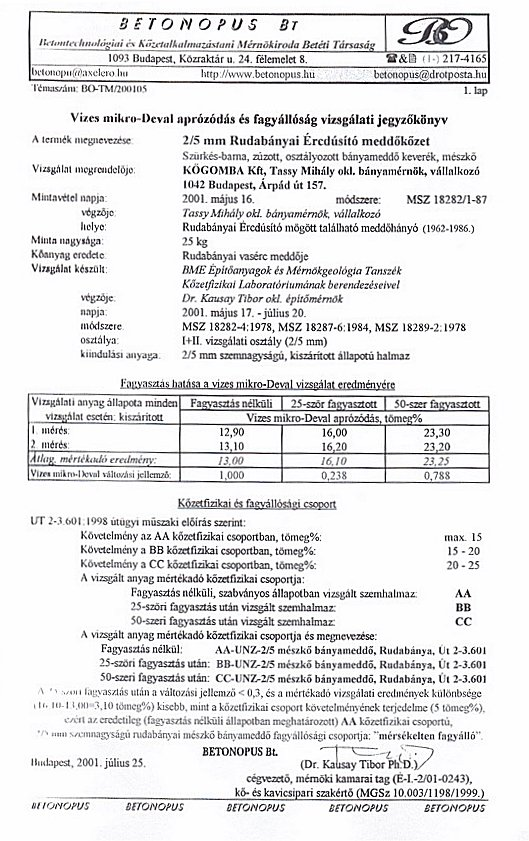 BETONOPUS BT
Betontechnológiai és Kőzetalkalmazástani Mérnökiroda Betéti Társaság
1093 Budapest, Közraktár u. 24. félemelet 8.
(1-) 217-4165
betonopu@axelero.hu http://www.betonopus.hu betonopus@drotposta.hu
Témaszám: BO-TM/200105 1. lap
Vizes mikro-Deval aprózódás és fagyállóság vizsgálati jegyzőkönyv
A termék megnevezése: 2/5 mm Rudabányai Ércdúsító meddőkőzet
Szürkés-barna, zúzott, osztályozott bányameddő keverék, mészkő
Vizsgálat megrendelője: KŐGOMBA Kft, Tassy Mihály okl. bányamérnök, vállalkozó
1042 Budapest, Árpád út 157.
Mintavétel napja: 2001. május 16. módszere: MSZ 18282/1-87
végzője: Tassy Mihály okl. bányamérnök, vállalkozó
helye: Rudabányai Ércdúsító mögött található meddőhányó (1962-1986.)
Minta nagysága: 25 kg
Kőanyag eredete: Rudabányai vasérc meddője
Vizsgálat készült: BME Építőanyagok és Mérnökgeológia Tanszék
Kőzetfizikai Laboratóriumának berendezéseivel
végzője: Dr. Kausay Tibor okl. építőmérnök
napja: 2001. május 17. - július 20.
módszere: MSZ 18282-4:1978, MSZ 18287-6:1984, MSZ 18289-2:1978
osztálya: I+II. vizsgálati osztály (2/5 mm)
kiindulási anyaga: 2/5 mm szemnagyságú, kiszárított állapotú halmaz
Fagyasztás hatása a vizes mikro-Deval vizsgálat eredményére
Vizsgálati anyag állapota minden Fagyasztás nélküli 25-ször fagyasztott 50-szer fagyasztott
vizsgálat esetén: kiszárított Vizes mikro-Deval aprózódás, tömeg%
1. mérés: 12,90 16,00 23,30
2. mérés: 13,10 16,20 23,20
Átlag, mértékadó eredmény: 13,00 16,10 23,25
Vizes mikro-Deval változási jellemző: 1,000 0,238 0,788
Kőzetfizikai és fagyállósági csoport
UT 2-3.601:1998 útügyi műszaki előírás szerint:
Követelmény az AA kőzetfizikai csoportban, tömeg%: max. 15
Követelmény a BB kőzetfizikai csoportban, tömeg%: 15 - 20
Követelmény a CC kőzetfizikai csoportban, tömeg%: 20 - 25
A vizsgált anyag mértékadó kőzetfizikai csoportja:
Fagyasztás nélküli, szabványos állapotban vizsgált szemhalmaz: AA
25-szöri fagyasztás után vizsgált szemhalmaz: BB
50-szeri fagyasztás után vizsgált szemhalmaz: CC
A vizsgált anyag mértékadó kőzetfizikai csoportja és megnevezése:
Fagyasztás nélkül: AA-UNZ-2/5 mészkő bányameddő, Rudabánya, Út 2-3.601
25-szöri fagyasztás után: BB-UNZ-2/5 mészkő bányameddő, Rudabánya, Út 2-3.601
50-szeri fagyasztás után: CC-UNZ-2/5 mészkő bányameddő, Rudabánya, Út 2-3.601
A 25 szöri fagyasztás után a változási jellemző < 0,3, és a mértékadó vizsgálati eredmények különbsége
(16,10-13,00=3,10 tömeg%) kisebb, mint a kőzetfizikai csoport követelményének terjedelme (5 tömeg%),
ezért az eredetileg (fagyasztás nélküli állapotban meghatározott) AA kőzetfizikai csoportú,
2/5 mm szemnagyságú rudabányai mészkő bányameddő fagyállósági csoportja: "mérsékelten fagyálló".
BETONOPUS Bt.
Budapest, 2001. július 25. (Dr. Kausay Tibor Ph.D.)
cégvezető, mérnöki kamarai tag (É-I.-2/01-0243),
kő- és kavicsipari szakértő (MGSz 10.003/1198/1999.)
BETONOPUS BETONOPUS BETONOPUS BETONOPUS BETONOPUS